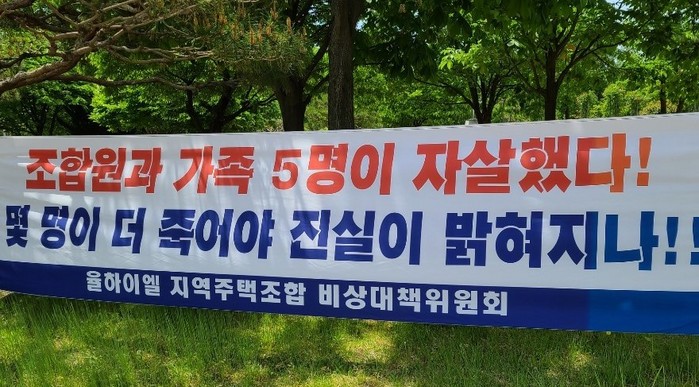 조합원과 가족 5명이 자살했다!
몇 명이 더 죽어야 진실이 밝혀지나!!
율하이엘 지역주택조합 비상대책위원회